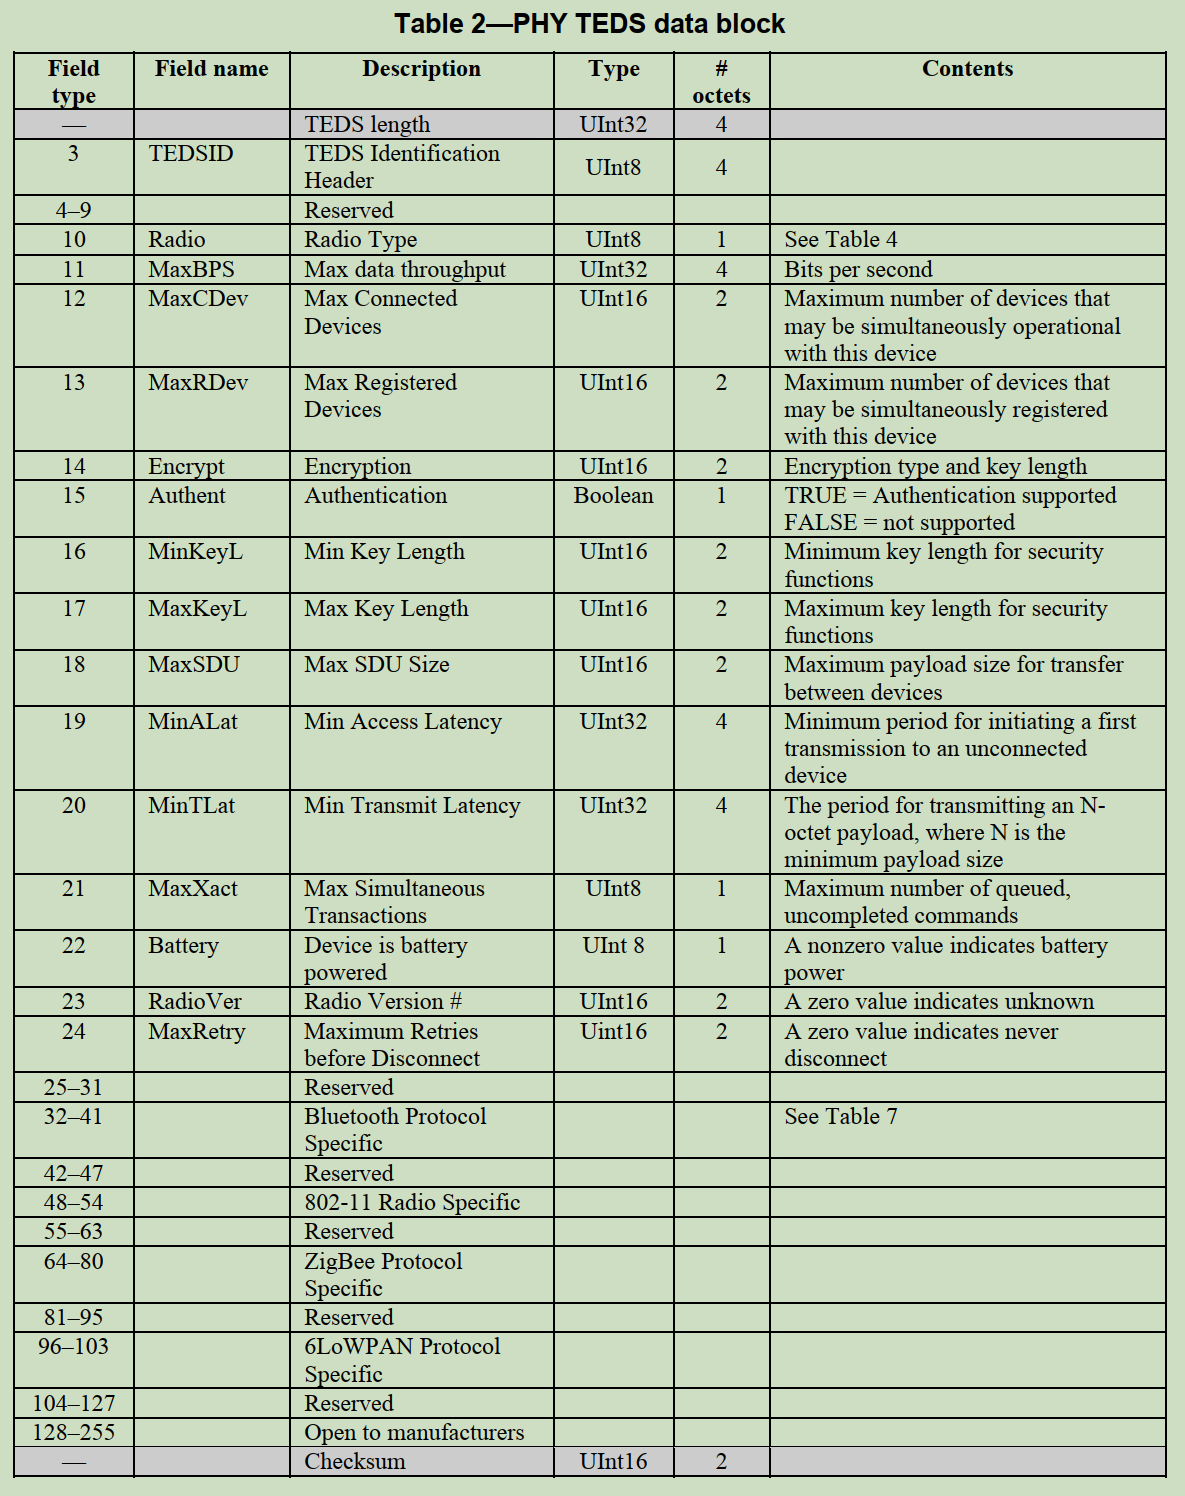 Table 2—PHY TEDS data block
Field type | Field name | Description | Type | # octets | Contents
— | | TEDS length | UInt32 | 4 |
3 | TEDSID | TEDS Identification Header | UInt8 | 4 |
4–9 | | Reserved | | |
10 | Radio | Radio Type | UInt8 | 1 | See Table 4
11 | MaxBPS | Max data throughput | UInt32 | 4 | Bits per second
12 | MaxCDev | Max Connected Devices | UInt16 | 2 | Maximum number of devices that may be simultaneously operational with this device
13 | MaxRDev | Max Registered Devices | UInt16 | 2 | Maximum number of devices that may be simultaneously registered with this device
14 | Encrypt | Encryption | UInt16 | 2 | Encryption type and key length
15 | Authent | Authentication | Boolean | 1 | TRUE = Authentication supported FALSE = not supported
16 | MinKeyL | Min Key Length | UInt16 | 2 | Minimum key length for security functions
17 | MaxKeyL | Max Key Length | UInt16 | 2 | Maximum key length for security functions
18 | MaxSDU | Max SDU Size | UInt16 | 2 | Maximum payload size for transfer between devices
19 | MinALat | Min Access Latency | UInt32 | 4 | Minimum period for initiating a first transmission to an unconnected device
20 | MinTLat | Min Transmit Latency | UInt32 | 4 | The period for transmitting an N-octet payload, where N is the minimum payload size
21 | MaxXact | Max Simultaneous Transactions | UInt8 | 1 | Maximum number of queued, uncompleted commands
22 | Battery | Device is battery powered | UInt 8 | 1 | A nonzero value indicates battery power
23 | RadioVer | Radio Version # | UInt16 | 2 | A zero value indicates unknown
24 | MaxRetry | Maximum Retries before Disconnect | Uint16 | 2 | A zero value indicates never disconnect
25–31 | | Reserved | | |
32–41 | | Bluetooth Protocol Specific | | | See Table 7
42–47 | | Reserved | | |
48–54 | | 802-11 Radio Specific | | |
55–63 | | Reserved | | |
64–80 | | ZigBee Protocol Specific | | |
81–95 | | Reserved | | |
96–103 | | 6LoWPAN Protocol Specific | | |
104–127 | | Reserved | | |
128–255 | | Open to manufacturers | | |
— | | Checksum | UInt16 | 2 |